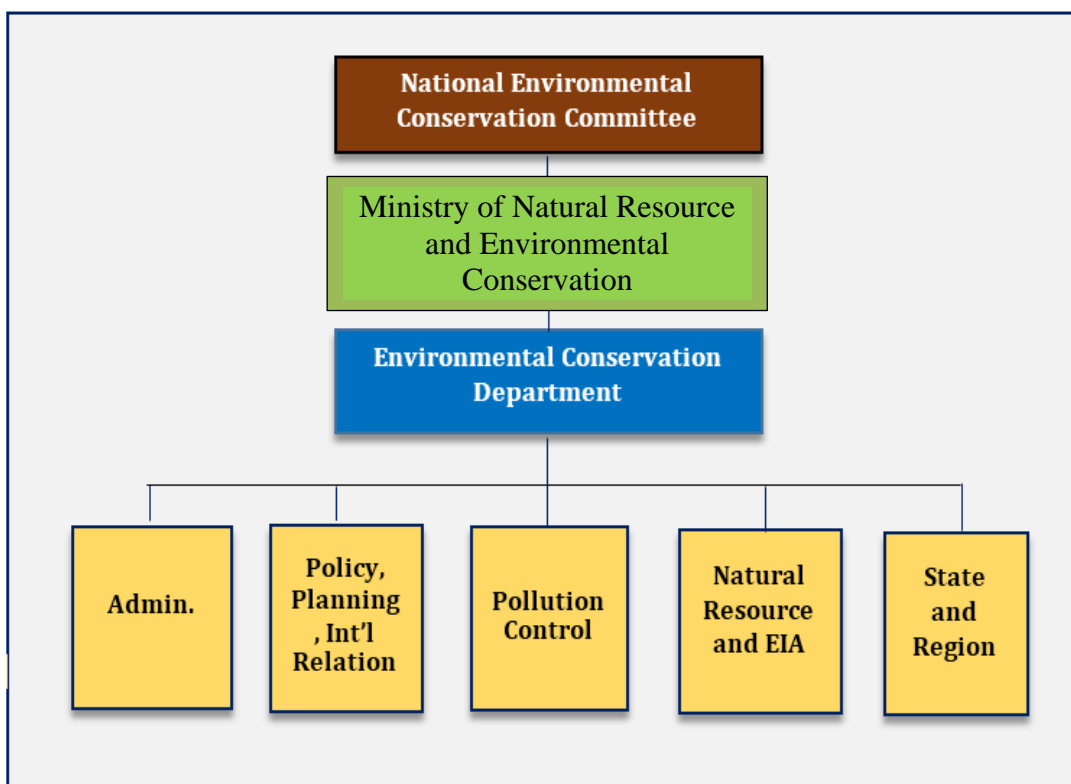 National Environmental
Conservation Committee
Ministry of Natural Resource
and Environmental
Conservation
Environmental Conservation
Department
Admin.
Policy,
Planning
, Int'l
Relation
Pollution
Control
Natural
Resource
and EIA
State
and
Region